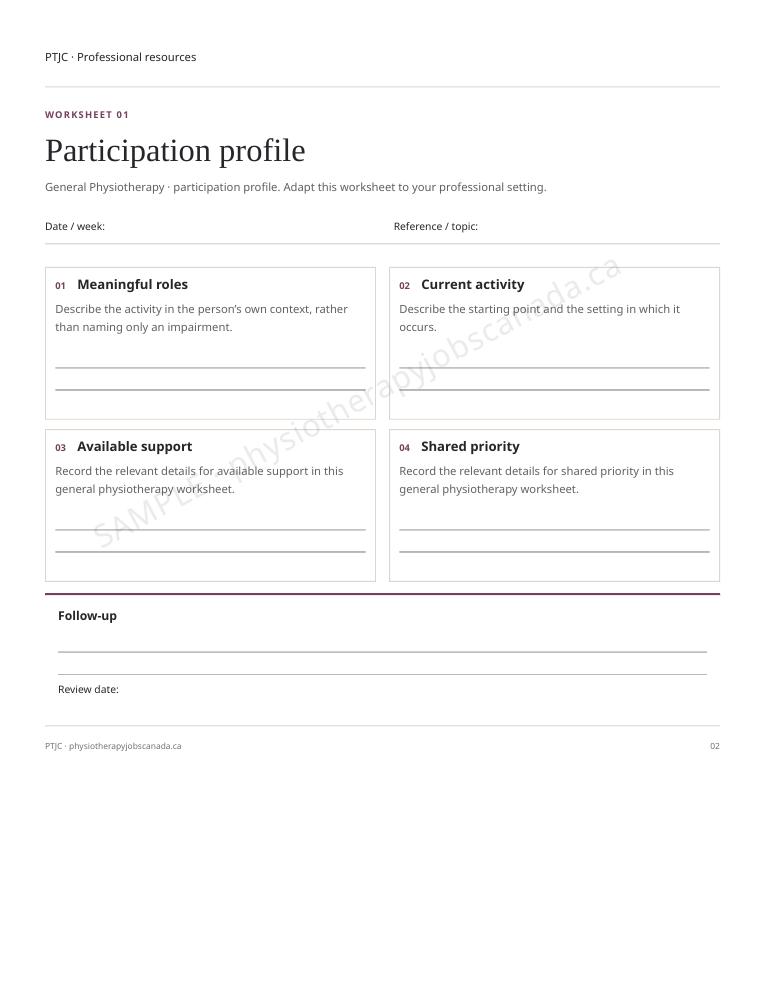 PTJC · Professional resources
WORKSHEET 01
Participation profile
General Physiotherapy · participation profile. Adapt this worksheet to your professional setting.
Date / week:
Reference / topic:
01 Meaningful roles
Describe the activity in the person’s own context, rather
than naming only an impairment.
02 Current activity
Describe the starting point and the setting in which it
occurs.
03 Available support
Record the relevant details for available support in this
general physiotherapy worksheet.
04 Shared priority
Record the relevant details for shared priority in this
general physiotherapy worksheet.
SAMPLE · physiotherapyjobscanada.ca
Follow-up
Review date:
PTJC · physiotherapyjobscanada.ca
02